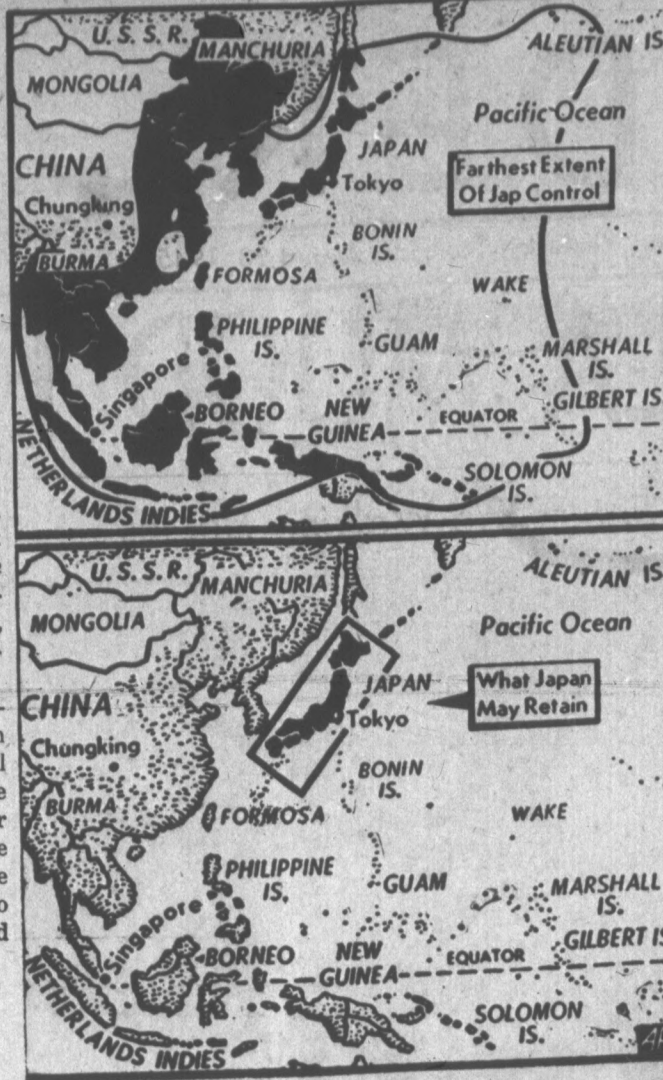 U.S.S.R.
MANCHURIA
ALEUTIAN IS
MONGOLIA
Pacific Ocean
CHINA
JAPAN
Farthest Extent
Of Jap Control
Tokyo
Chungking
BONIN
IS.
BURMA
FORMOSA
WAKE
PHILIPPINE
IS.
GUAM
MARSHALL
IS.
Singapore
BORNEO
NEW
GUINEA
EQUATOR
GILBERT IS
NETHERLANDS INDIES
SOLOMON
IS.
U.S.S.R.
MANCHURIA
ALEUTIAN IS
MONGOLIA
Pacific Ocean
CHINA
JAPAN
What Japan
May Retain
Tokyo
Chungking
BONIN
IS.
BURMA
FORMOSA
WAKE
PHILIPPINE
IS,
GUAM
MARSHALL
IS.
Singapore
BORNEO
NEW
GUINEA
EQUATOR
GILBERT IS
NETHERLANDS INDIES
SOLOMON
IS.